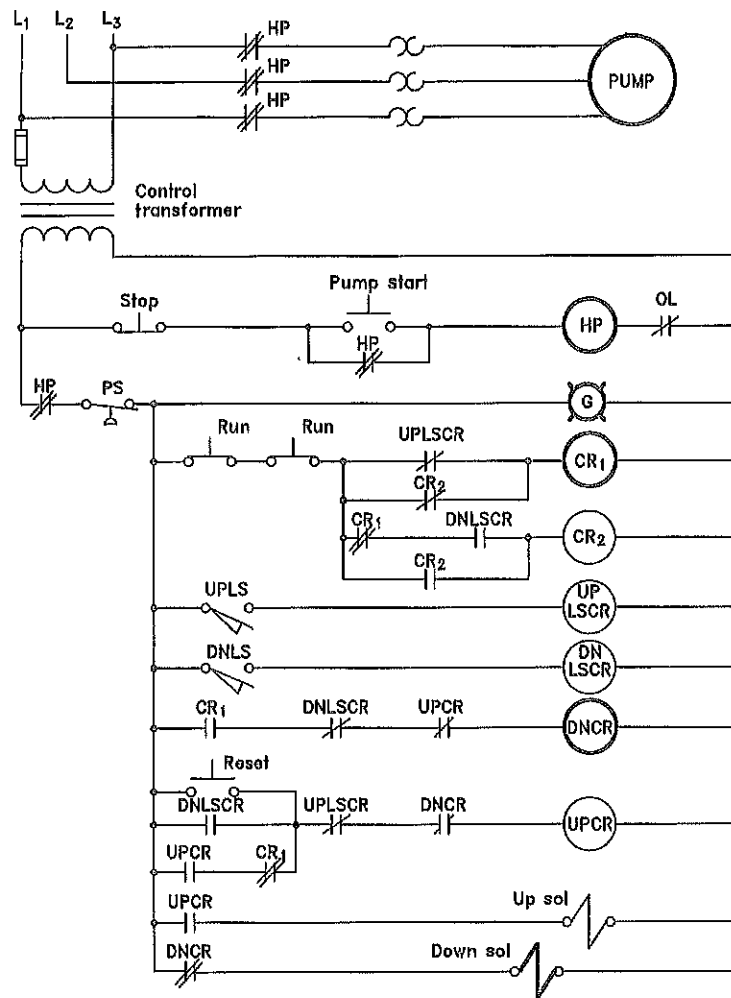 L1 L2 L3
HP
HP
HP
PUMP
Control
transformer
Stop
Pump start
HP
HP
OL
HP
PS
G
Run
Run
UPLSCR
CR1
CR2
CR1
DNLSCR
CR2
CR2
UPLS
UP
LSCR
DNLS
DN
LSCR
CR1
DNLSCR
UPCR
DNCR
Reset
DNLSCR
UPLSCR
DNCR
UPCR
UPCR
CR1
UPCR
Up sol
DNCR
Down sol